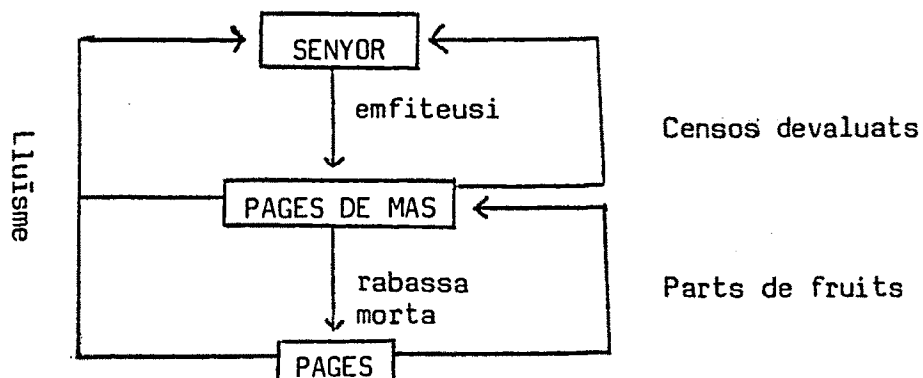 SENYOR
emfiteusi
Censos devaluats
Lluïsme
PAGES DE MAS
rabassa
morta
Parts de fruits
PAGES